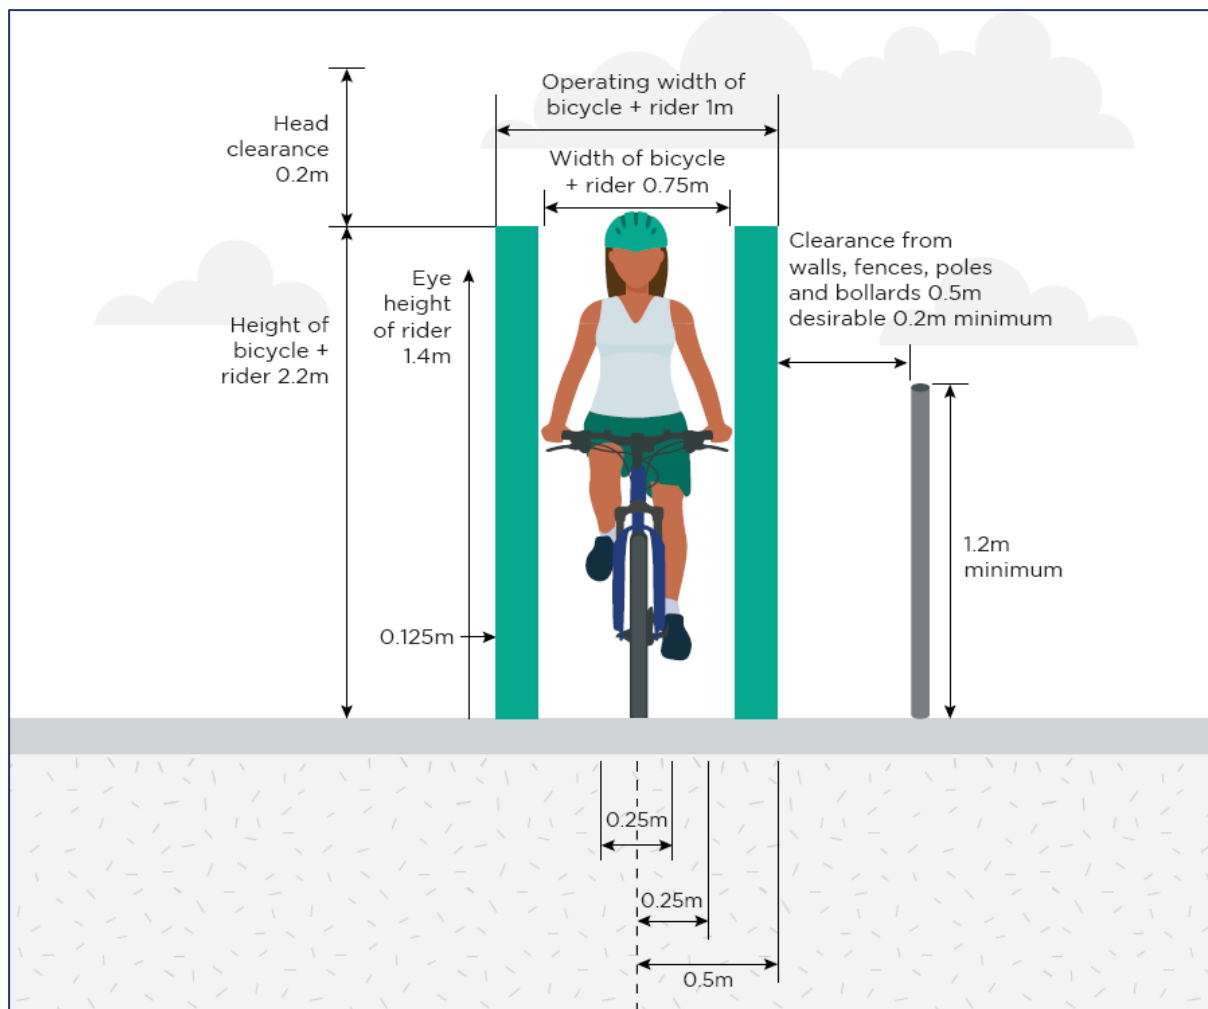 Operating width of
bicycle + rider 1m
Head
clearance
0.2m
Width of bicycle
+ rider 0.75m
Clearance from
walls, fences, poles
and bollards 0.5m
desirable 0.2m minimum
Eye
height
of rider
1.4m
Height of
bicycle +
rider 2.2m
1.2m
minimum
0.125m
0.25m
0.25m
0.5m